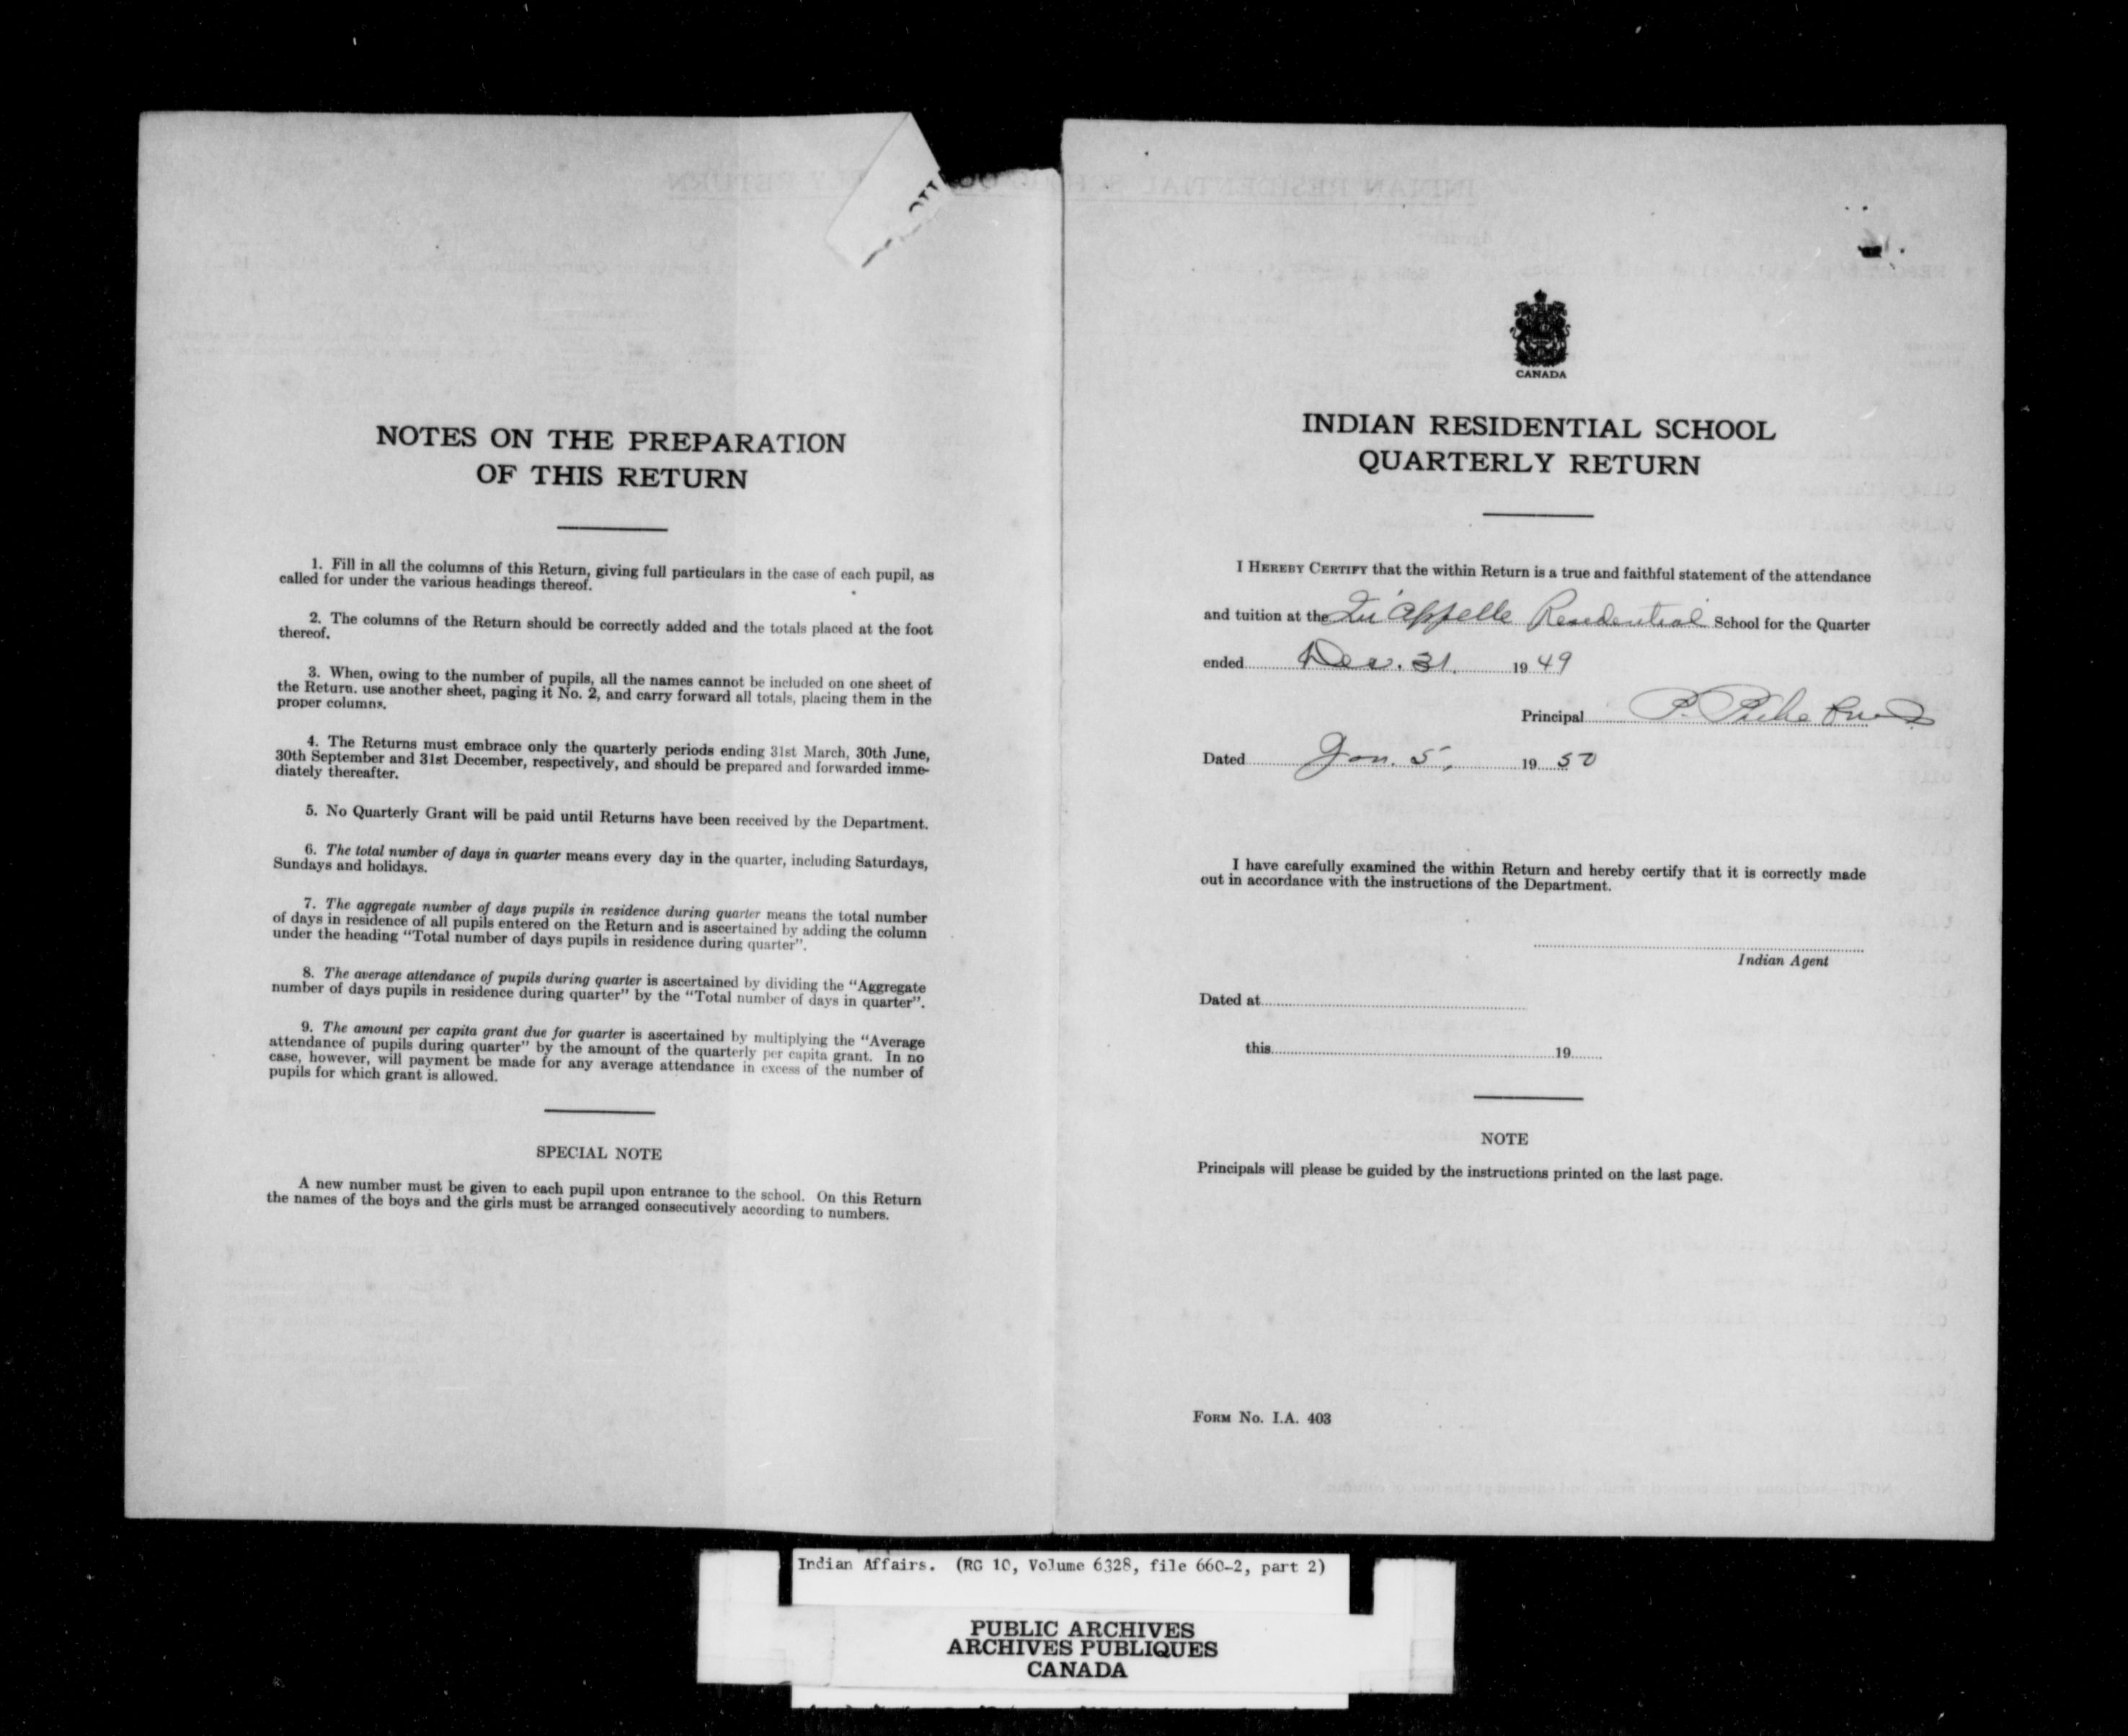 NOTES ON THE PREPARATION
OF THIS RETURN
1. Fill in all the columns of this Return, giving full particulars in the case of each pupil, as
called for under the various headings thereof.
2. The columns of the Return should be correctly added and the totals placed at the foot
thereof.
3. When, owing to the number of pupils, all the names cannot be included on one sheet of
the Return. use another sheet, paging it No. 2, and carry forward all totals, placing them in the
proper columns.
4. The Returns must embrace only the quarterly periods ending 31st March, 30th June,
30th September and 31st December, respectively, and should be prepared and forwarded imme-
diately thereafter.
5. No Quarterly Grant will be paid until Returns have been received by the Department.
6. The total number of days in quarter means every day in the quarter, including Saturdays,
Sundays and holidays.
7. The aggregate number of days pupils in residence during quarter means the total number
of days in residence of all pupils entered on the Return and is ascertained by adding the column
under the heading "Total number of days pupils in residence during quarter".
8. The average attendance of pupils during quarter is ascertained by dividing the "Aggregate
number of days pupils in residence during quarter" by the "Total number of days in quarter".
9. The amount per capita grant due for quarter is ascertained by multiplying the "Average
attendance of pupils during quarter" by the amount of the quarterly per capita grant. In no
case, however, will payment be made for any average attendance in excess of the number of
pupils for which grant is allowed.
SPECIAL NOTE
A new number must be given to each pupil upon entrance to the school. On this Return
the names of the boys and the girls must be arranged consecutively according to numbers.
CANADA
INDIAN RESIDENTIAL SCHOOL
QUARTERLY RETURN
I HEREBY CERTIFY that the within Return is a true and faithful statement of the attendance
and tuition at the Qu'Appelle Residential School for the Quarter
ended Dec. 31. 1949
Principal P.
Dated Jan. 5, 1950
I have carefully examined the within Return and hereby certify that it is correctly made
out in accordance with the instructions of the Department.
Indian Agent
Dated at
this 19
NOTE
Principals will please be guided by the instructions printed on the last page.
FORM No. I.A. 403
Indian Affairs. (RG 10, Volume 6328, file 660-2, part 2)
PUBLIC ARCHIVES
ARCHIVES PUBLIQUES
CANADA